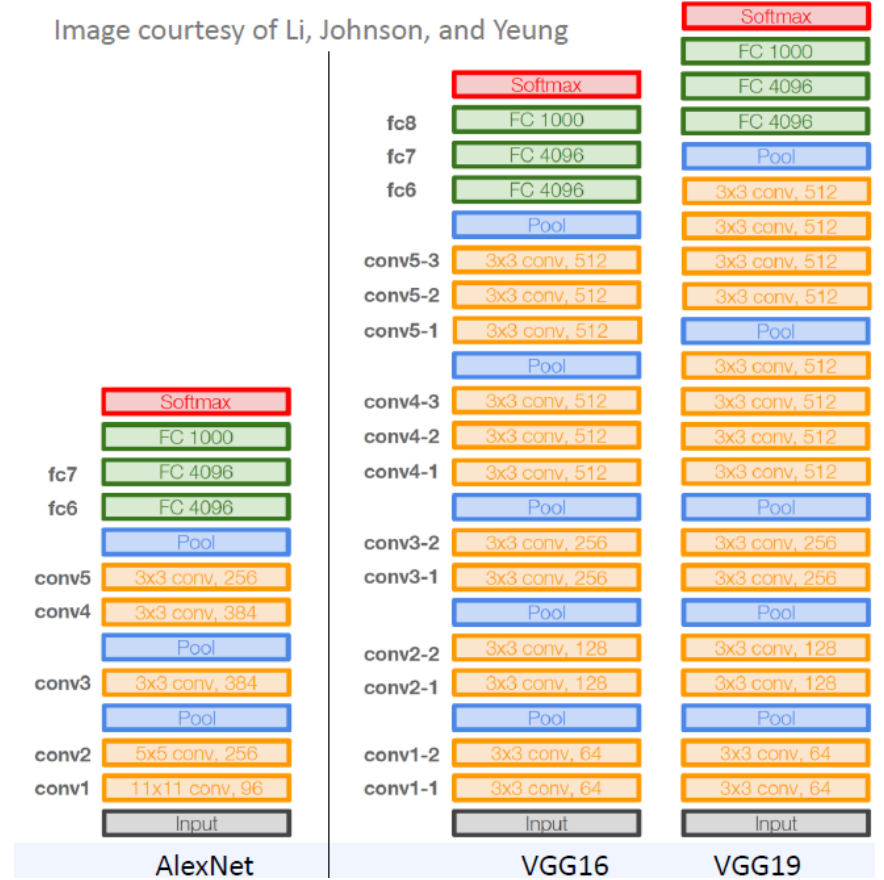 Image courtesy of Li, Johnson, and Yeung
Softmax
FC 1000
fc7
FC 4096
fc6
FC 4096
Pool
conv5
3x3 conv, 256
conv4
3x3 conv, 384
Pool
conv3
3x3 conv, 384
Pool
conv2
5x5 conv, 256
conv1
11x11 conv, 96
Input
AlexNet
Softmax
fc8
FC 1000
fc7
FC 4096
fc6
FC 4096
Pool
conv5-3
3x3 conv, 512
conv5-2
3x3 conv, 512
conv5-1
3x3 conv, 512
Pool
conv4-3
3x3 conv, 512
conv4-2
3x3 conv, 512
conv4-1
3x3 conv, 512
Pool
conv3-2
3x3 conv, 256
conv3-1
3x3 conv, 256
Pool
conv2-2
3x3 conv, 128
conv2-1
3x3 conv, 128
Pool
conv1-2
3x3 conv, 64
conv1-1
3x3 conv, 64
Input
VGG16
Softmax
FC 1000
FC 4096
FC 4096
Pool
3x3 conv, 512
3x3 conv, 512
3x3 conv, 512
3x3 conv, 512
Pool
3x3 conv, 512
3x3 conv, 512
3x3 conv, 512
3x3 conv, 512
Pool
3x3 conv, 256
3x3 conv, 256
Pool
3x3 conv, 128
3x3 conv, 128
Pool
3x3 conv, 64
3x3 conv, 64
Input
VGG19